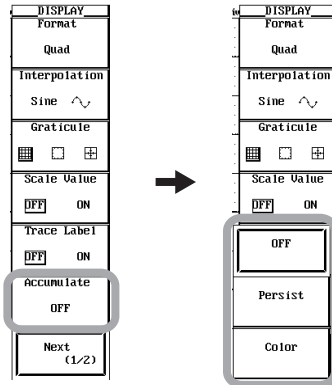 DISPLAY
Format
Quad
Interpolation
Sine
Graticule
Scale Value
OFF ON
Trace Label
OFF ON
Accumulate
OFF
Next
(1/2)
DISPLAY
Format
Quad
Interpolation
Sine
Graticule
Scale Value
OFF ON
OFF
Persist
Color